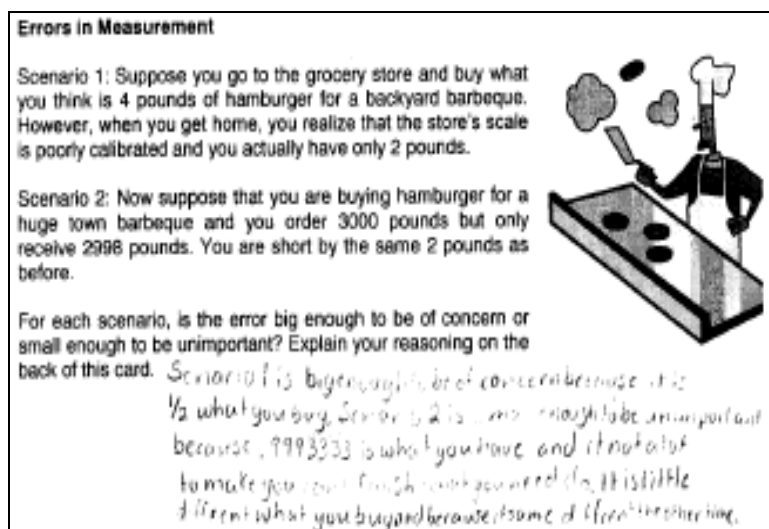 Errors in Measurement
Scenario 1: Suppose you go to the grocery store and buy what
you think is 4 pounds of hamburger for a backyard barbeque.
However, when you get home, you realize that the store's scale
is poorly calibrated and you actually have only 2 pounds.
Scenario 2: Now suppose that you are buying hamburger for a
huge town barbeque and you order 3000 pounds but only
receive 2998 pounds. You are short by the same 2 pounds as
before.
For each scenario, is the error big enough to be of concern or
small enough to be unimportant? Explain your reasoning on the
back of this card.
Scenario 1 is big enough to be of concern because it is
1/2 what you buy. Scenario 2 is enough to be unimportant
because .9993333 is what you have and it not a lot
to make you what you need. It is little
different what you buy and because same different the other time.